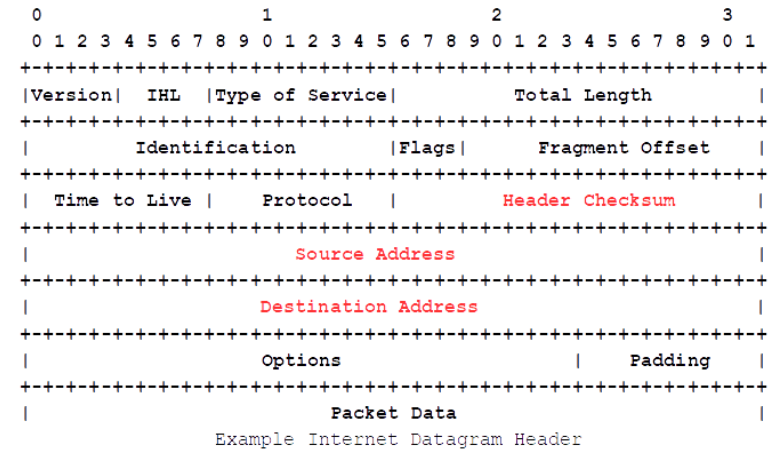 0 1 2 3
0 1 2 3 4 5 6 7 8 9 0 1 2 3 4 5 6 7 8 9 0 1 2 3 4 5 6 7 8 9 0 1
+-+-+-+-+-+-+-+-+-+-+-+-+-+-+-+-+-+-+-+-+-+-+-+-+-+-+-+-+-+-+-+-+
|Version| IHL |Type of Service| Total Length |
+-+-+-+-+-+-+-+-+-+-+-+-+-+-+-+-+-+-+-+-+-+-+-+-+-+-+-+-+-+-+-+-+
| Identification |Flags| Fragment Offset |
+-+-+-+-+-+-+-+-+-+-+-+-+-+-+-+-+-+-+-+-+-+-+-+-+-+-+-+-+-+-+-+-+
| Time to Live | Protocol | Header Checksum |
+-+-+-+-+-+-+-+-+-+-+-+-+-+-+-+-+-+-+-+-+-+-+-+-+-+-+-+-+-+-+-+-+
| Source Address |
+-+-+-+-+-+-+-+-+-+-+-+-+-+-+-+-+-+-+-+-+-+-+-+-+-+-+-+-+-+-+-+-+
| Destination Address |
+-+-+-+-+-+-+-+-+-+-+-+-+-+-+-+-+-+-+-+-+-+-+-+-+-+-+-+-+-+-+-+-+
| Options | Padding |
+-+-+-+-+-+-+-+-+-+-+-+-+-+-+-+-+-+-+-+-+-+-+-+-+-+-+-+-+-+-+-+-+
| Packet Data |
Example Internet Datagram Header